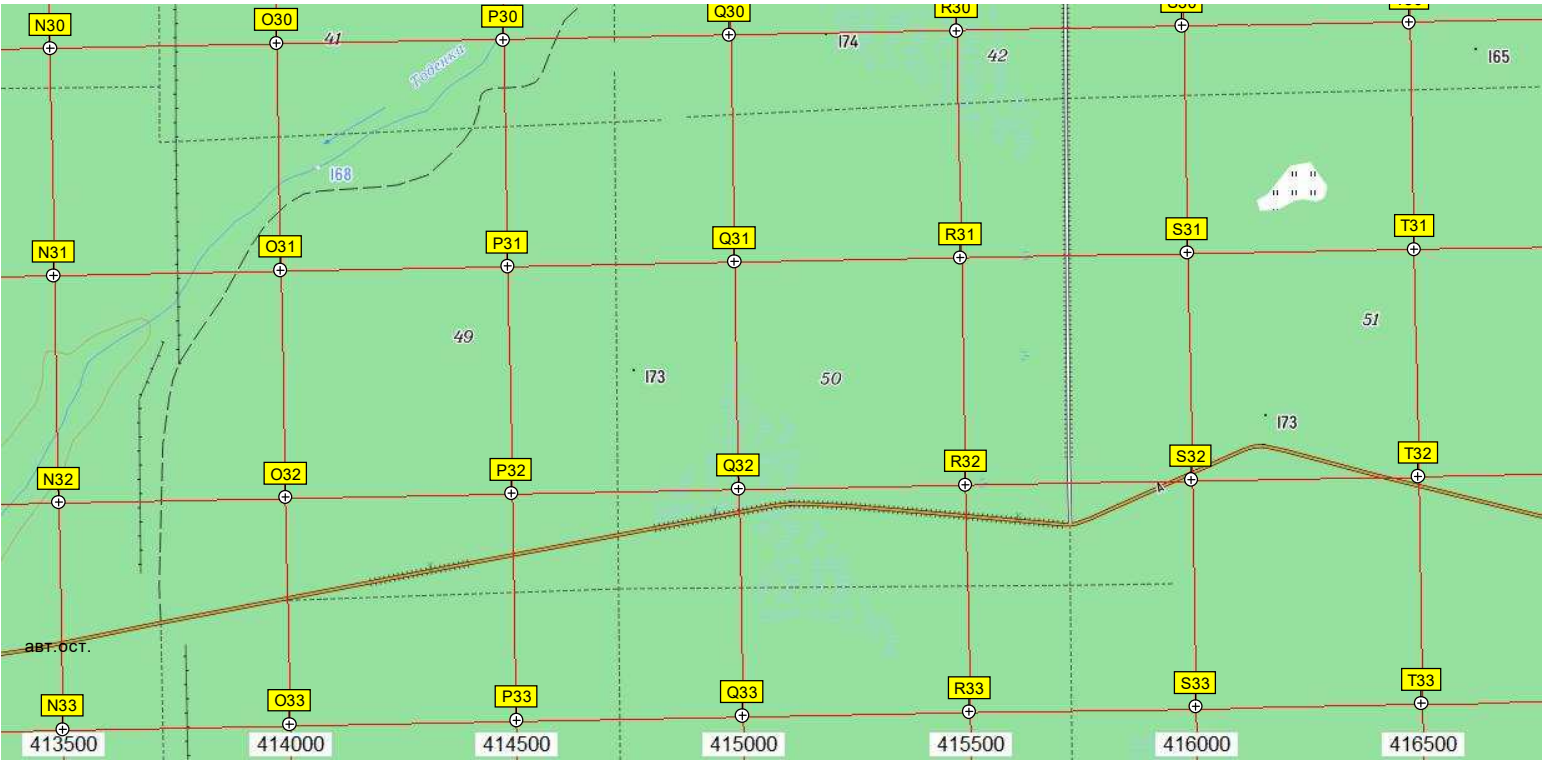 N30 O30 P30 Q30 R30
41 174 42 165
168
N31 O31 P31 Q31 R31 S31 T31
49 173 50 51
173
N32 O32 P32 Q32 R32 S32 T32
авт.ост.
N33 O33 P33 Q33 R33 S33 T33
413500 414000 414500 415000 415500 416000 416500